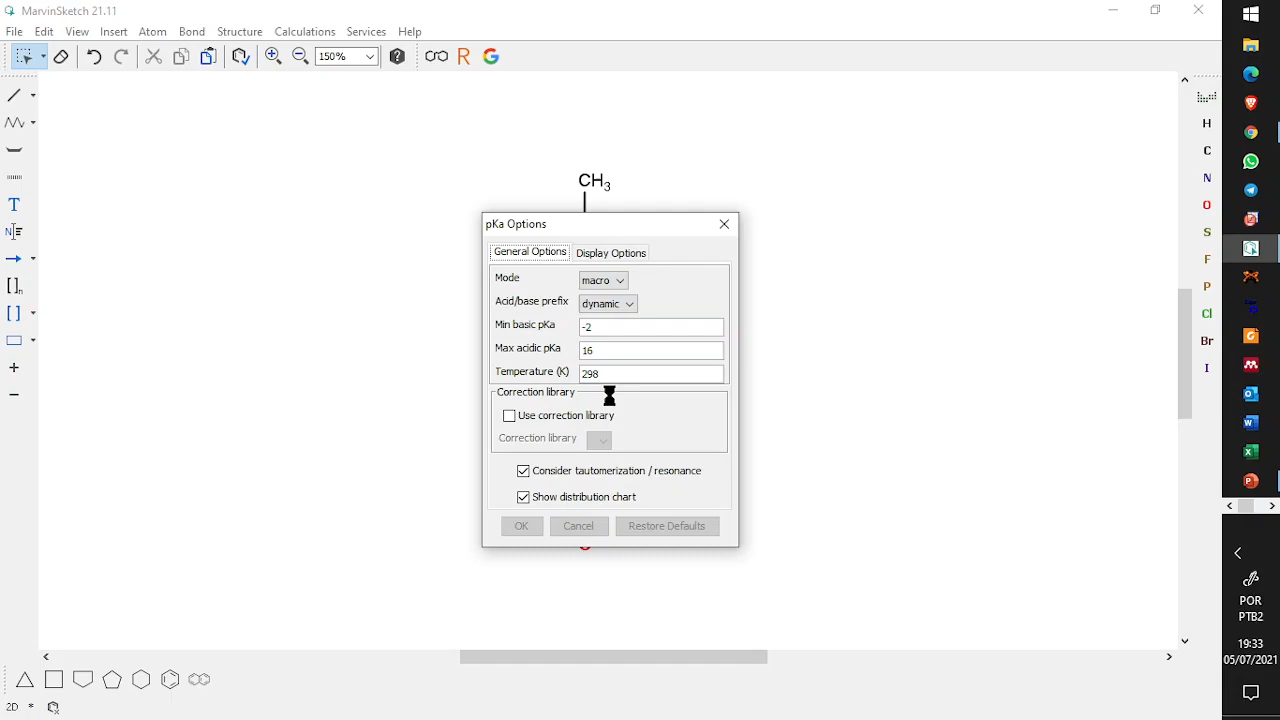 MarvinSketch 21.11
File Edit View Insert Atom Bond Structure Calculations Services Help
150%
R
T
N
H
C
N
O
S
F
P
Cl
Br
I
CH3
pKa Options
General Options Display Options
Mode macro
Acid/base prefix dynamic
Min basic pKa -2
Max acidic pKa 16
Temperature (K) 298
Correction library
Use correction library
Correction library
Consider tautomerization / resonance
Show distribution chart
OK Cancel Restore Defaults
[]n
[ ]
2D *
POR
PTB2
19:33
05/07/2021